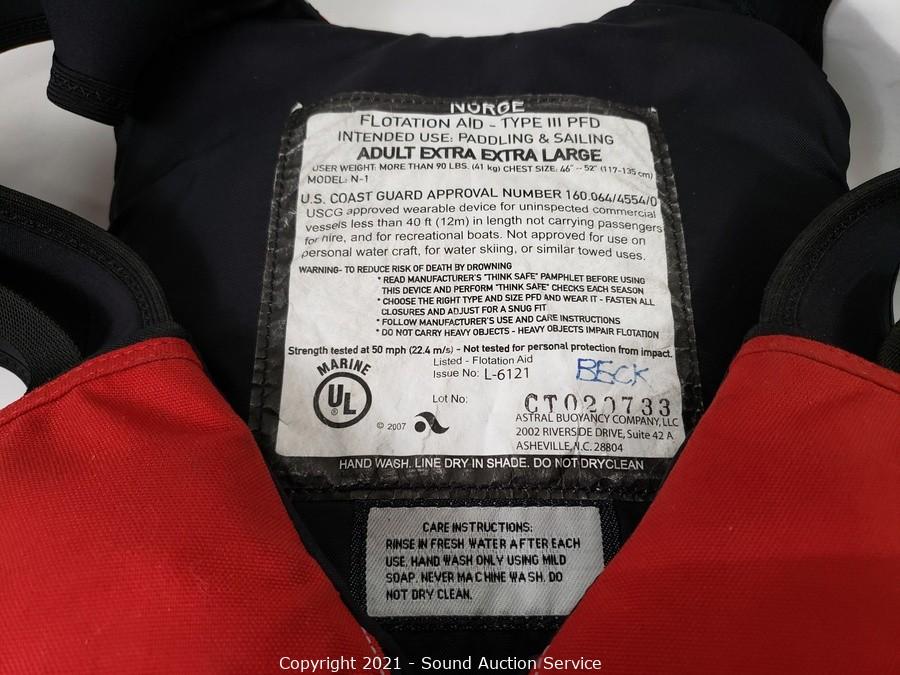 NORGE
FLOTATION AID - TYPE III PFD
INTENDED USE: PADDLING & SAILING
ADULT EXTRA EXTRA LARGE
USER WEIGHT: MORE THAN 90 LBS. (41 kg) CHEST SIZE: 46" - 52" (117-135 cm)
MODEL: N-1
U.S. COAST GUARD APPROVAL NUMBER 160.064/4554/0
USCG approved wearable device for uninspected commercial
vessels less than 40 ft (12m) in length not carrying passengers
for hire, and for recreational boats. Not approved for use on
personal water craft, for water skiing, or similar towed uses.
WARNING- TO REDUCE RISK OF DEATH BY DROWNING
* READ MANUFACTURER'S "THINK SAFE" PAMPHLET BEFORE USING
THIS DEVICE AND PERFORM "THINK SAFE" CHECKS EACH SEASON
* CHOOSE THE RIGHT TYPE AND SIZE PFD AND WEAR IT - FASTEN ALL
CLOSURES AND ADJUST FOR A SNUG FIT
* FOLLOW MANUFACTURER'S USE AND CARE INSTRUCTIONS
* DO NOT CARRY HEAVY OBJECTS - HEAVY OBJECTS IMPAIR FLOTATION
Strength tested at 50 mph (22.4 m/s) - Not tested for personal protection from impact.
MARINE
UL ®
Listed - Flotation Aid
Issue No: L-6121
BECK
Lot No: CT020733
© 2007
ASTRAL BUOYANCY COMPANY, LLC
2002 RIVERSIDE DRIVE, Suite 42 A
ASHEVILLE, N.C. 28804
HAND WASH. LINE DRY IN SHADE. DO NOT DRYCLEAN
CARE INSTRUCTIONS:
RINSE IN FRESH WATER AFTER EACH
USE. HAND WASH ONLY USING MILD
SOAP. NEVER MACHINE WASH. DO
NOT DRY CLEAN.
Copyright 2021 - Sound Auction Service